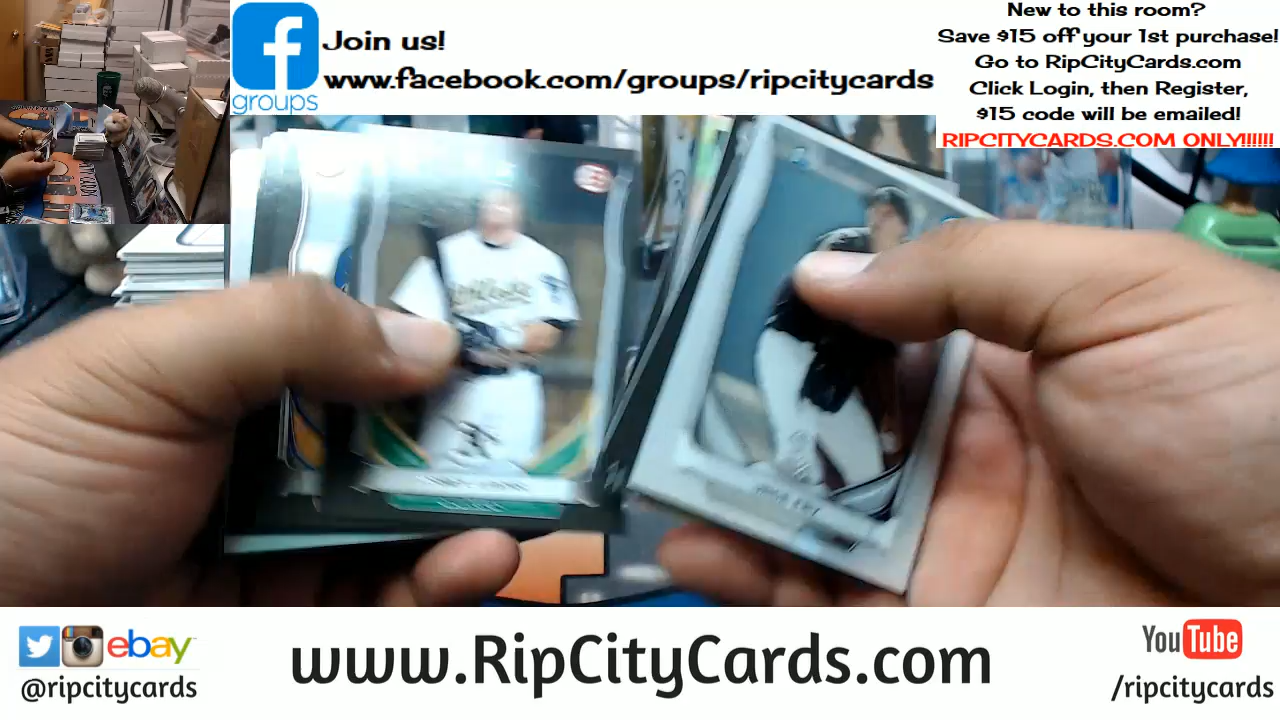 Join us!
www.facebook.com/groups/ripcitycards
groups
New to this room?
Save $15 off your 1st purchase!
Go to RipCityCards.com
Click Login, then Register,
$15 code will be emailed!
RIPCITYCARDS.COM ONLY!!!!!!
ebay
@ripcitycards
www.RipCityCards.com
YouTube
/ripcitycards